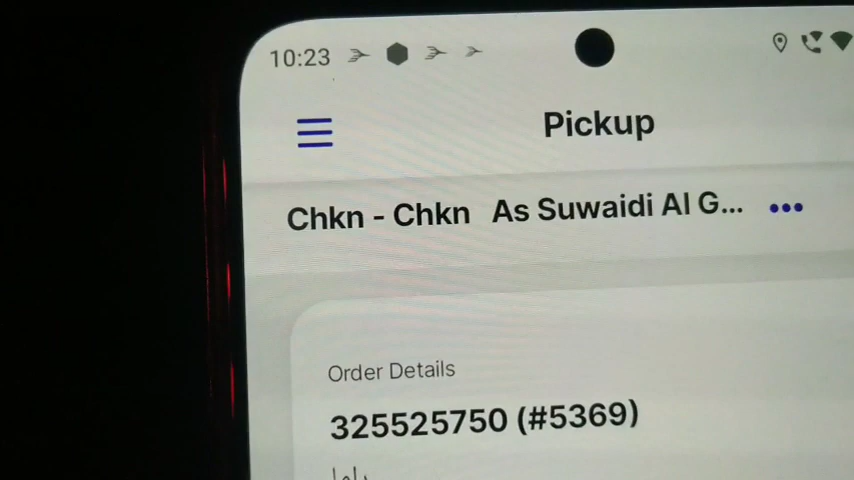 10:23
Pickup
Chkn - Chkn As Suwaidi Al G...
Order Details
325525750 (#5369)